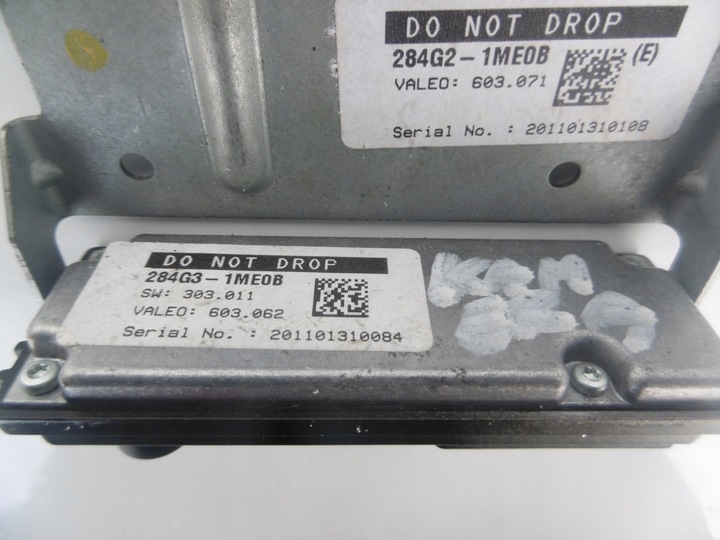 DO NOT DROP
284G2-1ME0B (E)
VALEO: 603.071
Serial No. : 201101310108
DO NOT DROP
284G3-1ME0B
SW: 303.011
VALEO: 603.062
Serial No. : 201101310084